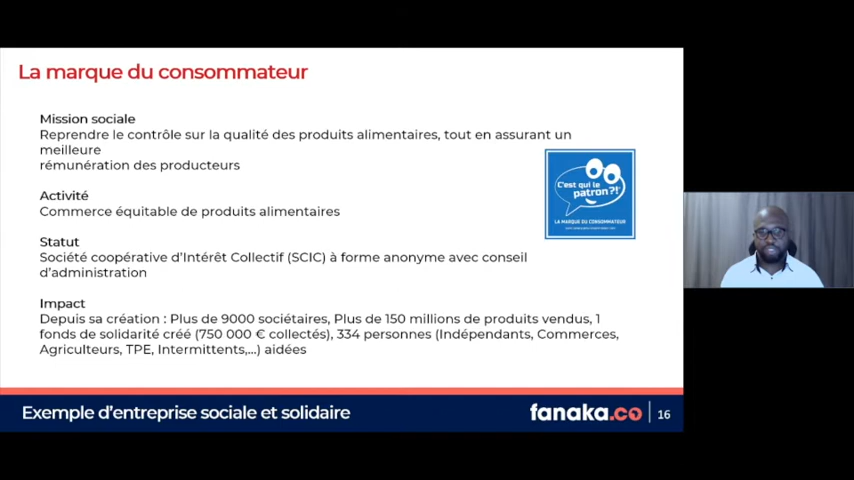 La marque du consommateur
Mission sociale
Reprendre le contrôle sur la qualité des produits alimentaires, tout en assurant un
meilleure
rémunération des producteurs
C'est qui le
patron?!
LA MARQUE DU CONSOMMATEUR
Activité
Commerce équitable de produits alimentaires
Statut
Société coopérative d'Intérêt Collectif (SCIC) à forme anonyme avec conseil
d'administration
Impact
Depuis sa création : Plus de 9000 sociétaires, Plus de 150 millions de produits vendus, 1
fonds de solidarité créé (750 000 € collectés), 334 personnes (Indépendants, Commerces,
Agriculteurs, TPE, Intermittents,...) aidées
Exemple d'entreprise sociale et solidaire
fanaka.co
16